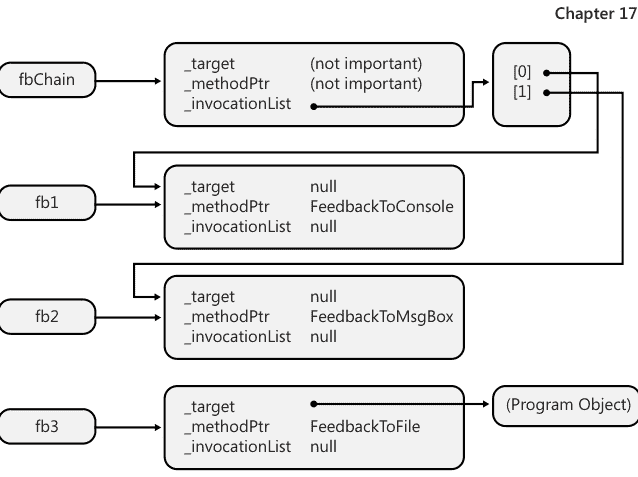 Chapter 17
fbChain
_target (not important)
_methodPtr (not important)
_invocationList
[0]
[1]
fb1
_target null
_methodPtr FeedbackToConsole
_invocationList null
fb2
_target null
_methodPtr FeedbackToMsgBox
_invocationList null
fb3
_target
_methodPtr FeedbackToFile
_invocationList null
(Program Object)